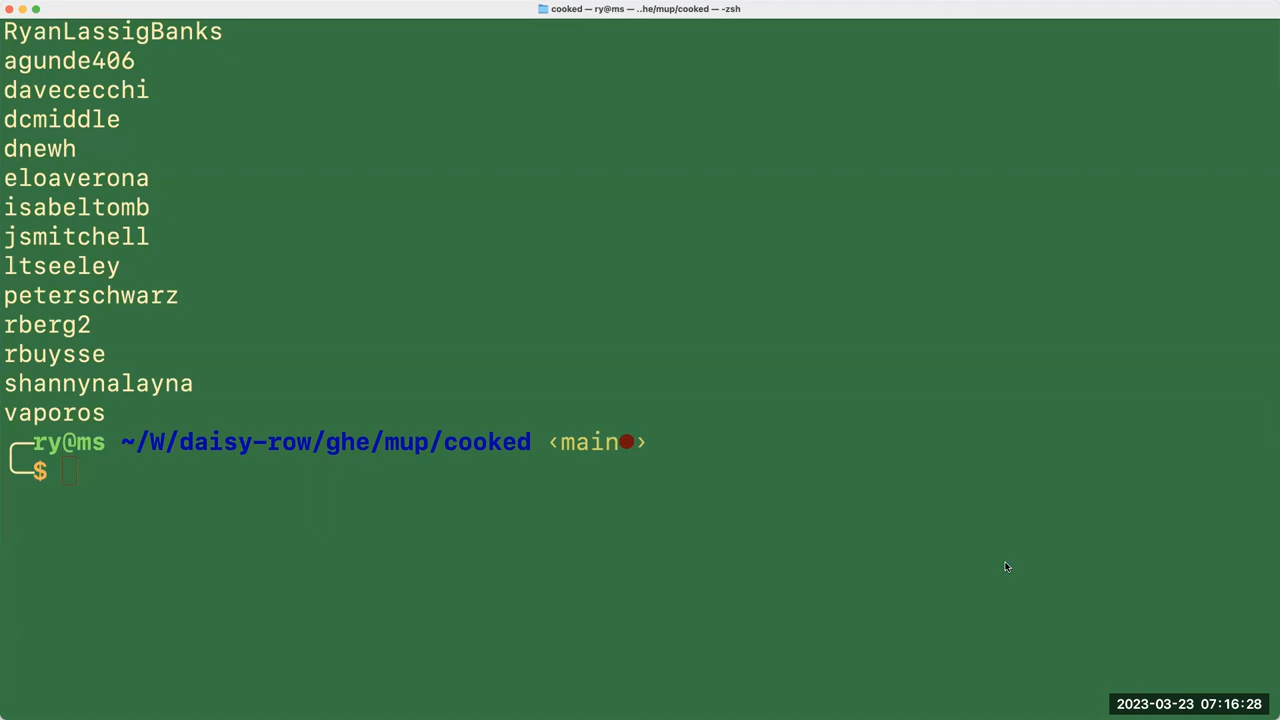 cooked — ry@ms — ..he/mup/cooked — -zsh
RyanLassigBanks
agunde406
davececchi
dcmiddle
dnewh
eloaverona
isabeltomb
jsmitchell
ltseeley
peterschwarz
rberg2
rbuysse
shannynalayna
vaporos
ry@ms ~/W/daisy-row/ghe/mup/cooked ‹main●›
$
2023-03-23 07:16:28